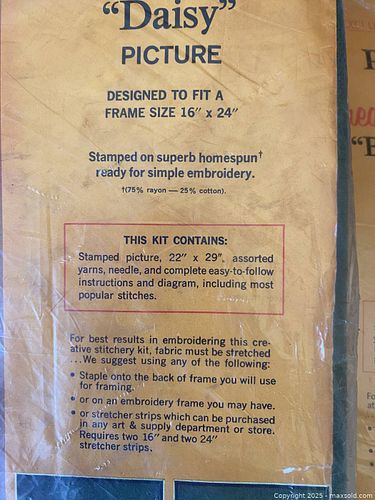 "Daisy"
PICTURE
DESIGNED TO FIT A
FRAME SIZE 16" x 24"
Stamped on superb homespun†
ready for simple embroidery.
†(75% rayon — 25% cotton).
THIS KIT CONTAINS:
Stamped picture, 22" x 29", assorted
yarns, needle, and complete easy-to-follow
instructions and diagram, including most
popular stitches.
For best results in embroidering this cre-
ative stitchery kit, fabric must be stretched
...We suggest using any of the following:
• Staple onto the back of frame you will use
for framing.
• or on an embroidery frame you may have.
• or stretcher strips which can be purchased
in any art & supply department or store.
Requires two 16" and two 24"
stretcher strips.
Copyright 2025 - maxsold.com